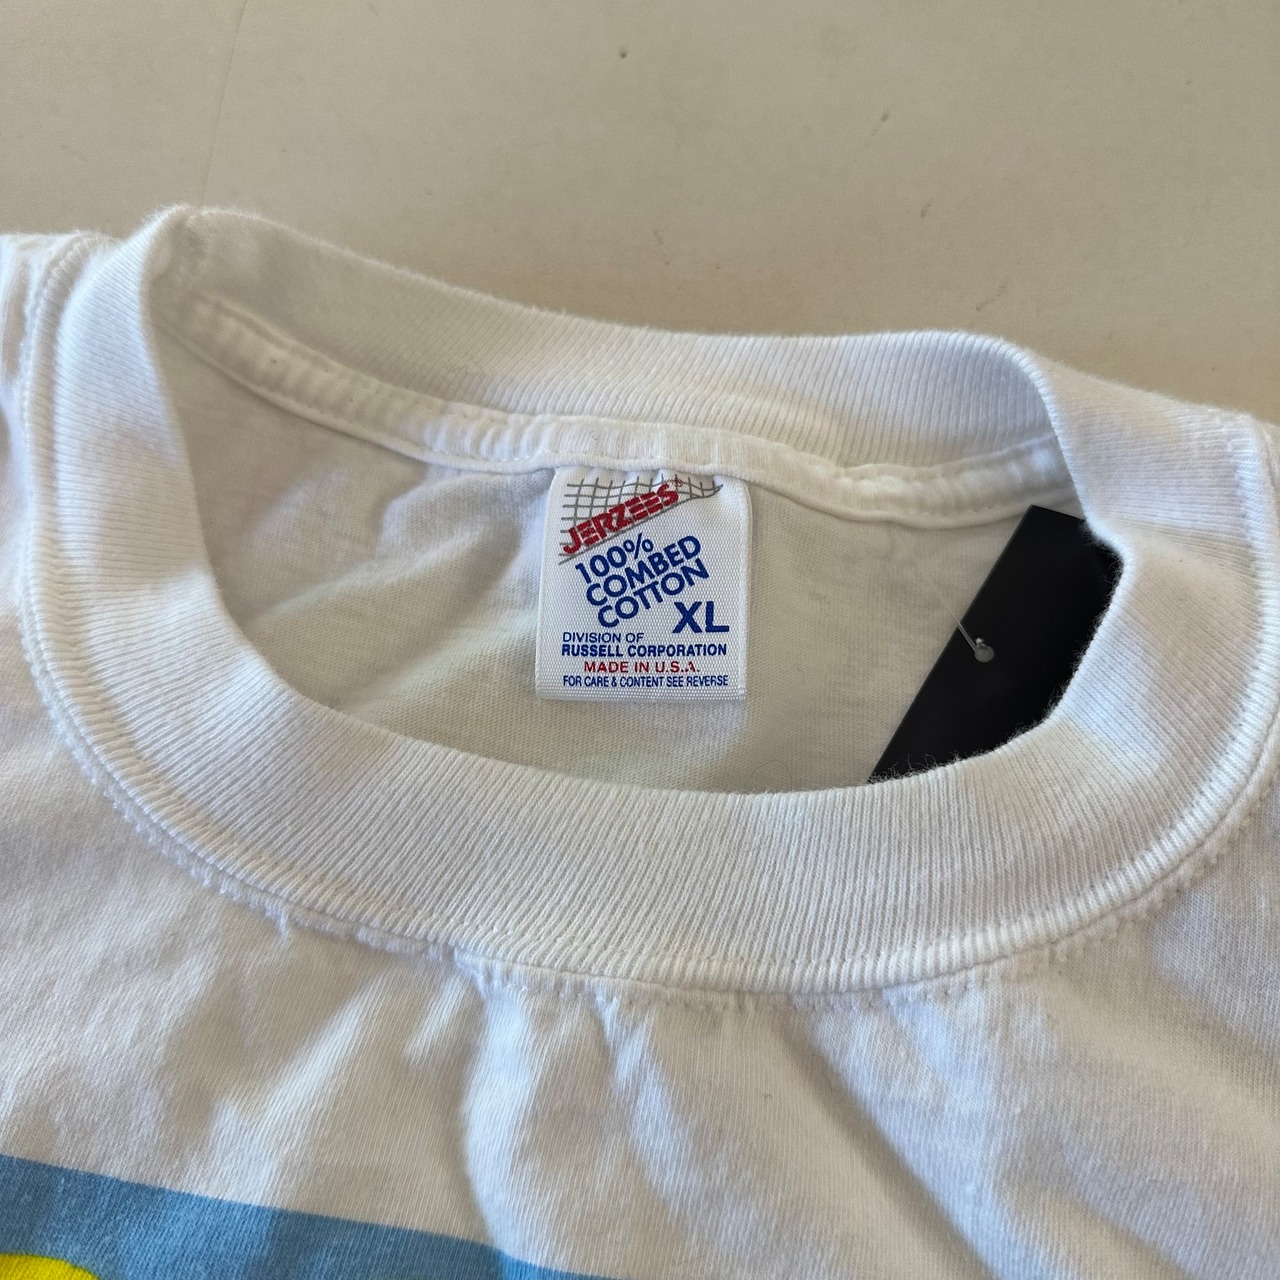 JERZEES®
100%
COMBED
COTTON
XL
DIVISION OF
RUSSELL CORPORATION
MADE IN U.S.A.
FOR CARE & CONTENT SEE REVERSE